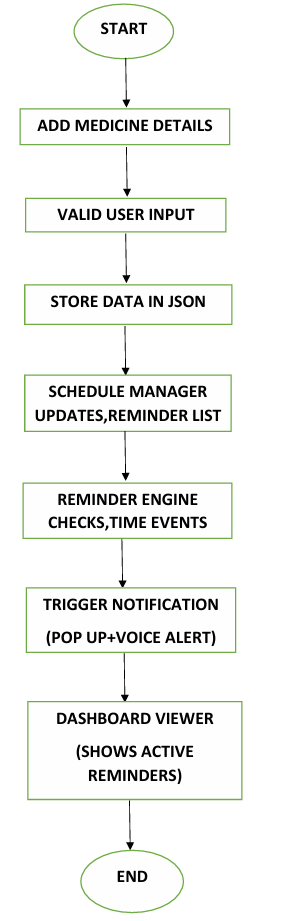 START
ADD MEDICINE DETAILS
VALID USER INPUT
STORE DATA IN JSON
SCHEDULE MANAGER
UPDATES,REMINDER LIST
REMINDER ENGINE
CHECKS,TIME EVENTS
TRIGGER NOTIFICATION
(POP UP+VOICE ALERT)
DASHBOARD VIEWER
(SHOWS ACTIVE
REMINDERS)
END